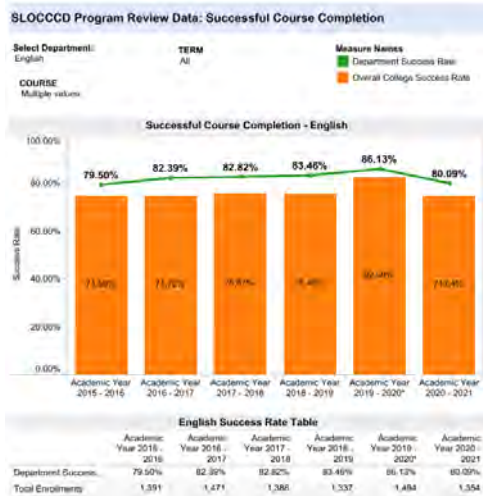 SLOCCCD Program Review Data: Successful Course Completion
Select Department:
English
TERM
All
Measure Names
Department Success Rate
Overall College Success Rate
COURSE
Multiple values
Successful Course Completion - English
100.00%
80.00%
60.00%
40.00%
20.00%
0.00%
Success Rate
79.50% 82.39% 82.82% 83.46% 86.13% 80.09%
Academic Year Academic Year Academic Year Academic Year Academic Year Academic Year
2015 - 2016 2016 - 2017 2017 - 2018 2018 - 2019 2019 - 2020* 2020 - 2021
English Success Rate Table
Academic Academic Academic Academic Academic Academic
Year 2015 - Year 2016 - Year 2017 - Year 2018 - Year 2019 - Year 2020 -
2016 2017 2018 2019 2020* 2021
Department Success 79.50% 82.39% 82.82% 83.46% 86.13% 80.09%
Total Enrollments 1,391 1,471 1,337 1,354